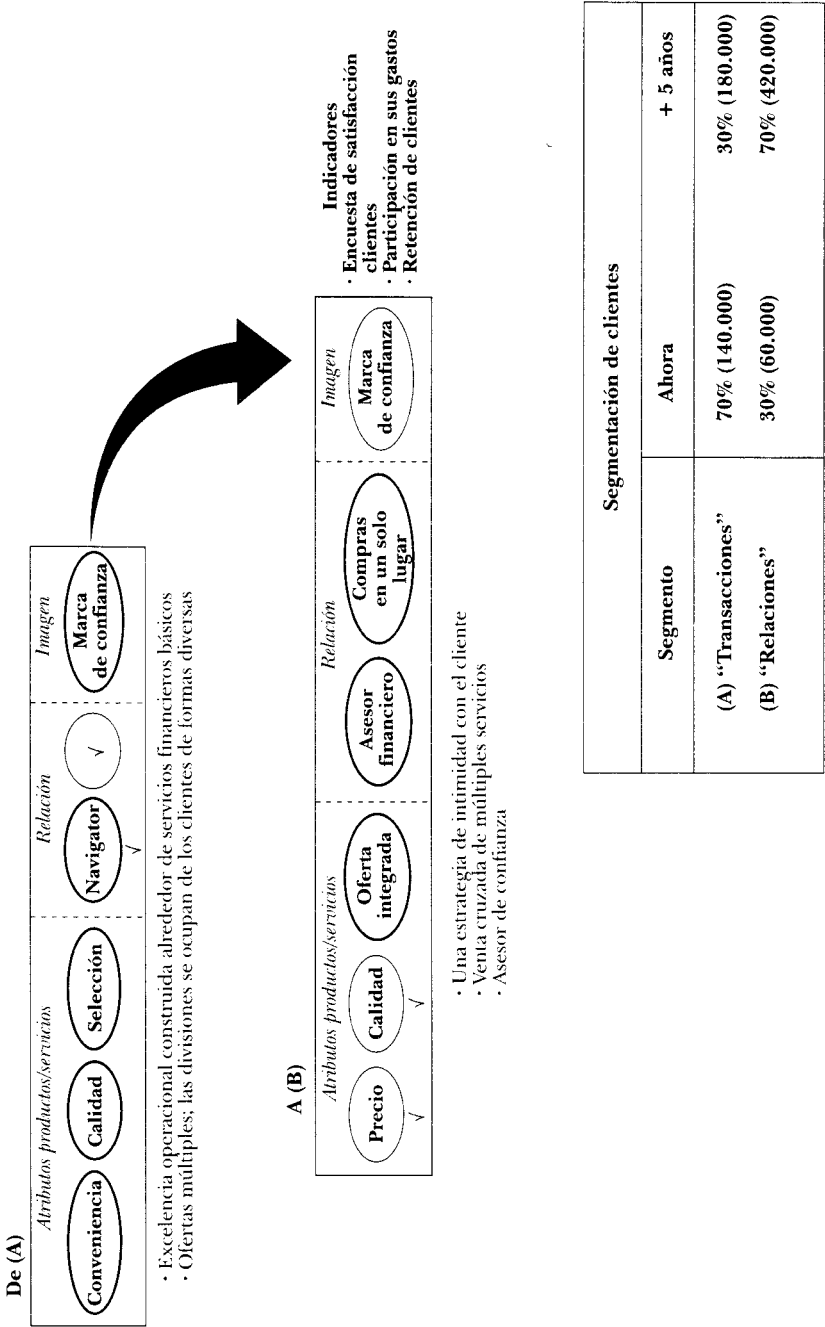 De (A)
Atributos productos/servicios
Relación
Imagen
Conveniencia
Calidad
Selección
Navigator
√
√
Marca
de confianza
· Excelencia operacional construida alrededor de servicios financieros básicos
· Ofertas múltiples; las divisiones se ocupan de los clientes de formas diversas
A (B)
Atributos productos/servicios
Relación
Imagen
Precio
√
Calidad
√
Oferta
integrada
Asesor
financiero
Compras
en un solo
lugar
Marca
de confianza
Indicadores
· Encuesta de satisfacción
clientes
· Participación en sus gastos
· Retención de clientes
· Una estrategia de intimidad con el cliente
· Venta cruzada de múltiples servicios
· Asesor de confianza
Segmentación de clientes
Segmento Ahora + 5 años
(A) “Transacciones” 70% (140.000) 30% (180.000)
(B) “Relaciones” 30% (60.000) 70% (420.000)